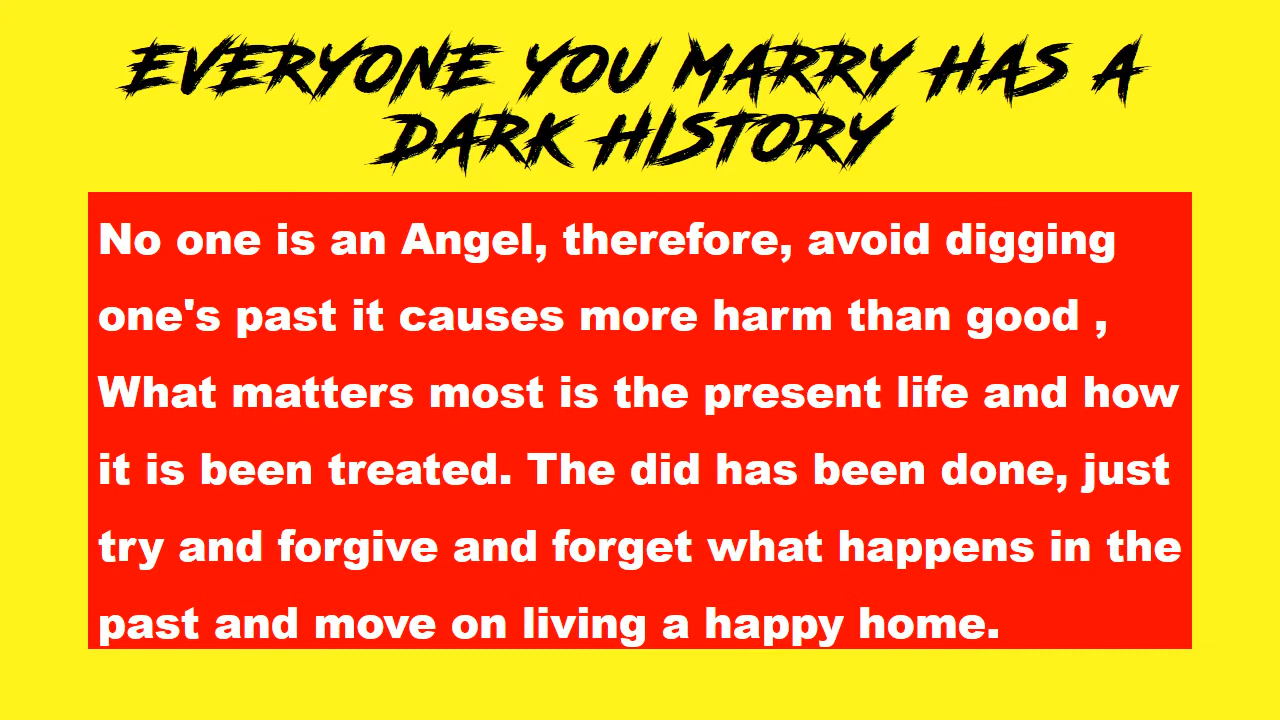 EVERYONE YOU MARRY HAS A
DARK HISTORY
No one is an Angel, therefore, avoid digging
one's past it causes more harm than good ,
What matters most is the present life and how
it is been treated. The did has been done, just
try and forgive and forget what happens in the
past and move on living a happy home.